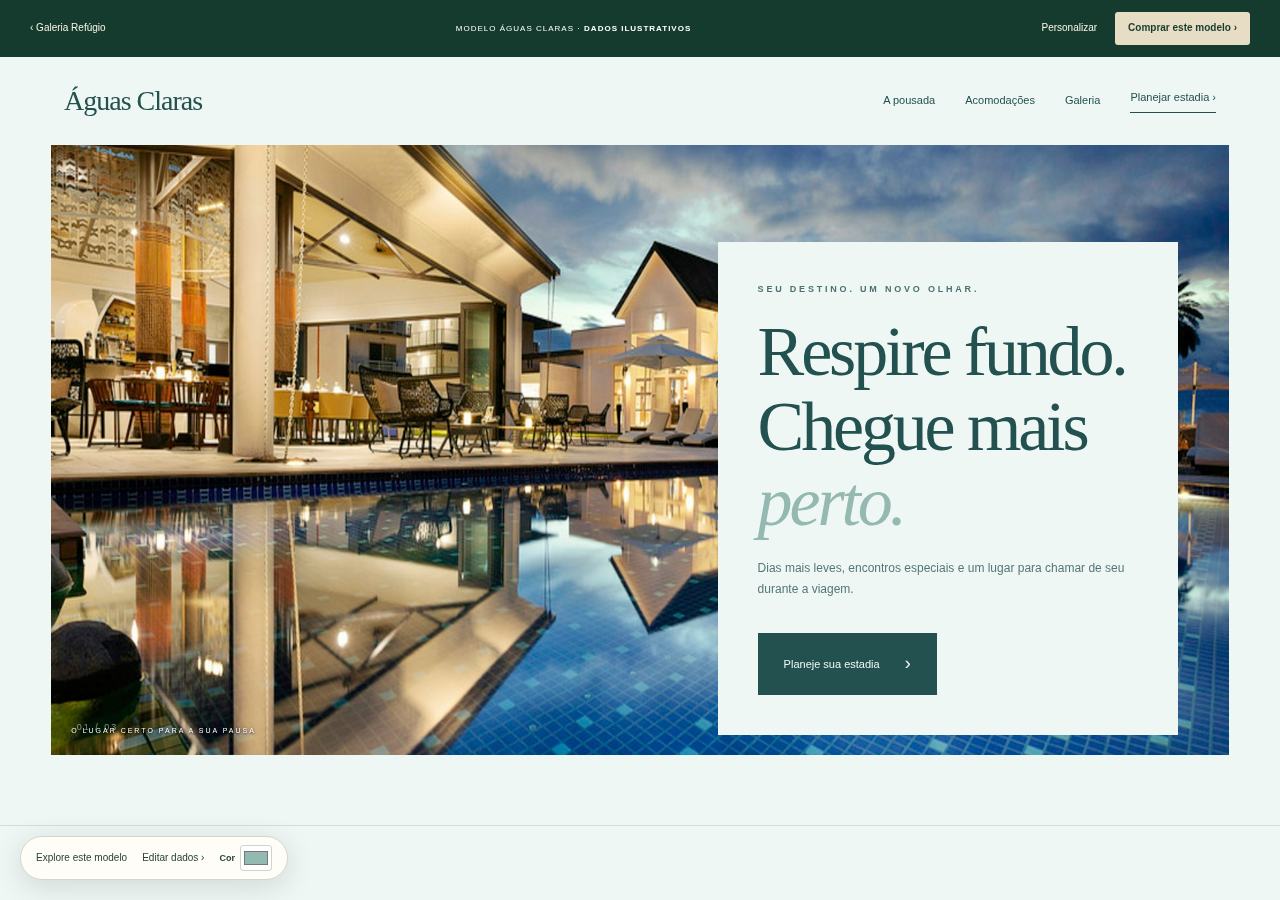 ‹ Galeria Refúgio
MODELO ÁGUAS CLARAS · DADOS ILUSTRATIVOS
Personalizar
Comprar este modelo ›
Águas Claras
A pousada
Acomodações
Galeria
Planejar estadia ›
SEU DESTINO. UM NOVO OLHAR.
Respire fundo.
Chegue mais
perto.
Dias mais leves, encontros especiais e um lugar para chamar de seu
durante a viagem.
Planeje sua estadia ›
01 / 03
O LUGAR CERTO PARA A SUA PAUSA
Explore este modelo
Editar dados ›
Cor